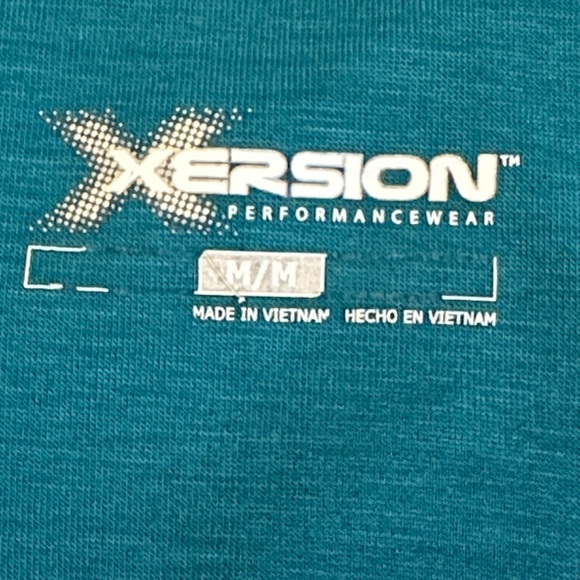 XERSION™
PERFORMANCEWEAR
M/M
MADE IN VIETNAM HECHO EN VIETNAM